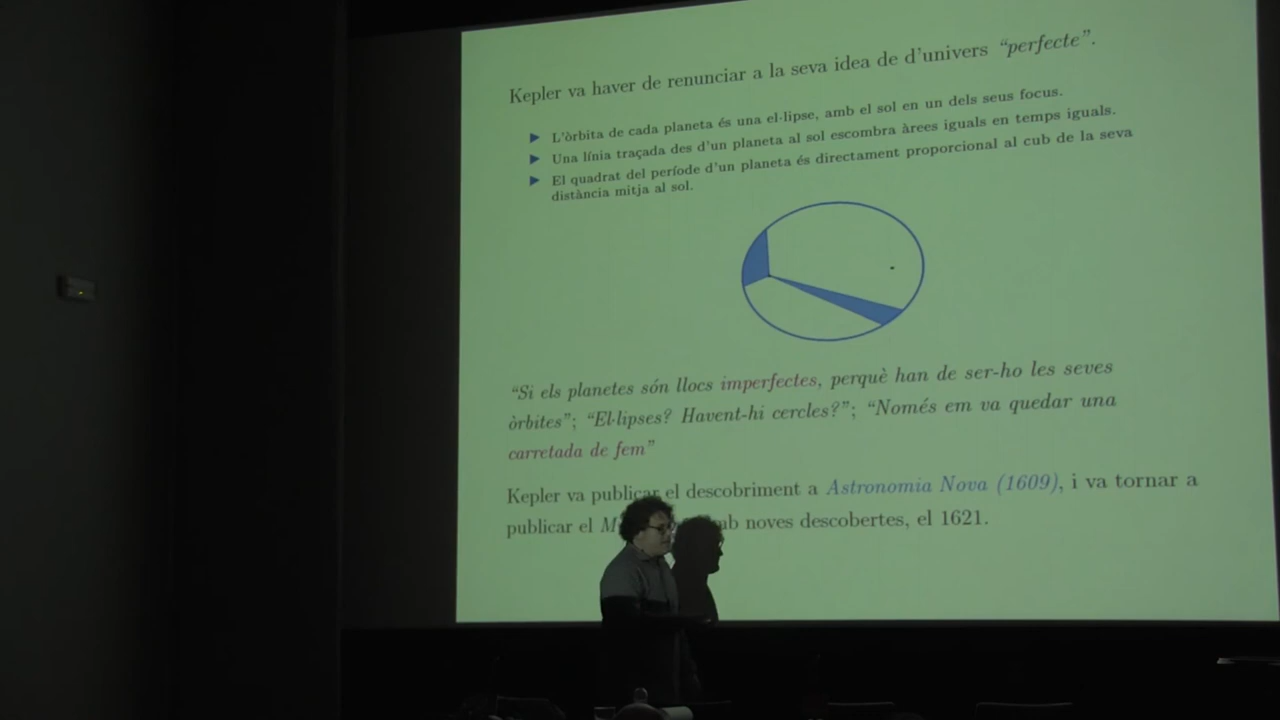 Kepler va haver de renunciar a la seva idea de d'univers “perfecte”.
L'òrbita de cada planeta és una el·lipse, amb el sol en un dels seus focus.
Una línia traçada des d'un planeta al sol escombra àrees iguals en temps iguals.
El quadrat del període d'un planeta és directament proporcional al cub de la seva
distància mitja al sol.
“Si els planetes són llocs imperfectes, perquè han de ser-ho les seves
òrbites”; “El·lipses? Havent-hi cercles?”; “Només em va quedar una
carretada de fem”
Kepler va publicar el descobriment a Astronomia Nova (1609), i va tornar a
publicar el noves descobertes, el 1621.